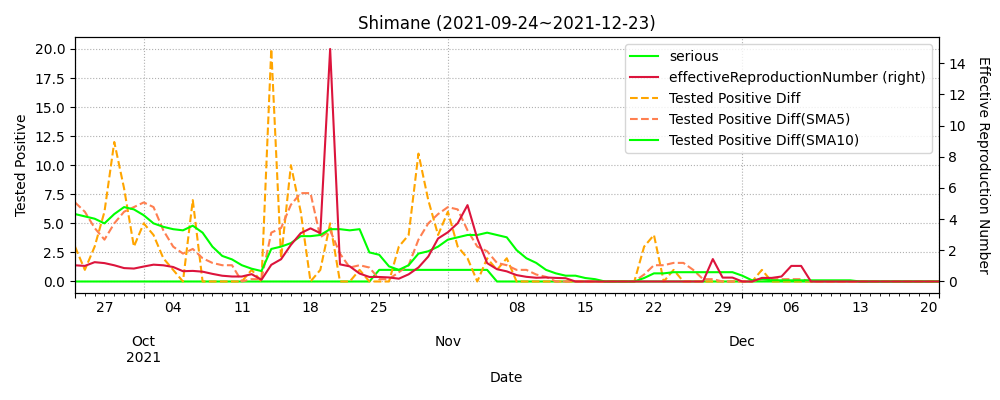 Shimane (2021-09-24~2021-12-23)
serious
effectiveReproductionNumber (right)
Tested Positive Diff
Tested Positive Diff(SMA5)
Tested Positive Diff(SMA10)
Tested Positive
20.0
17.5
15.0
12.5
10.0
7.5
5.0
2.5
0.0
Effective Reproduction Number
14
12
10
8
6
4
2
0
27 04 11 18 25 08 15 22 29 06 13 20
Oct Nov Dec
2021
Date